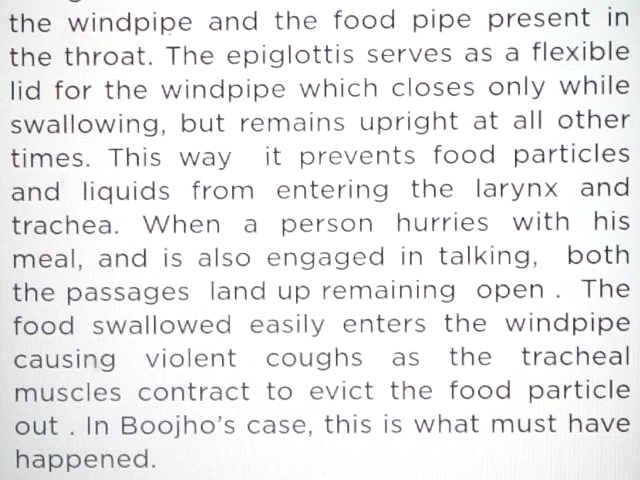 the windpipe and the food pipe present in
the throat. The epiglottis serves as a flexible
lid for the windpipe which closes only while
swallowing, but remains upright at all other
times. This way it prevents food particles
and liquids from entering the larynx and
trachea. When a person hurries with his
meal, and is also engaged in talking, both
the passages land up remaining open . The
food swallowed easily enters the windpipe
causing violent coughs as the tracheal
muscles contract to evict the food particle
out . In Boojho's case, this is what must have
happened.